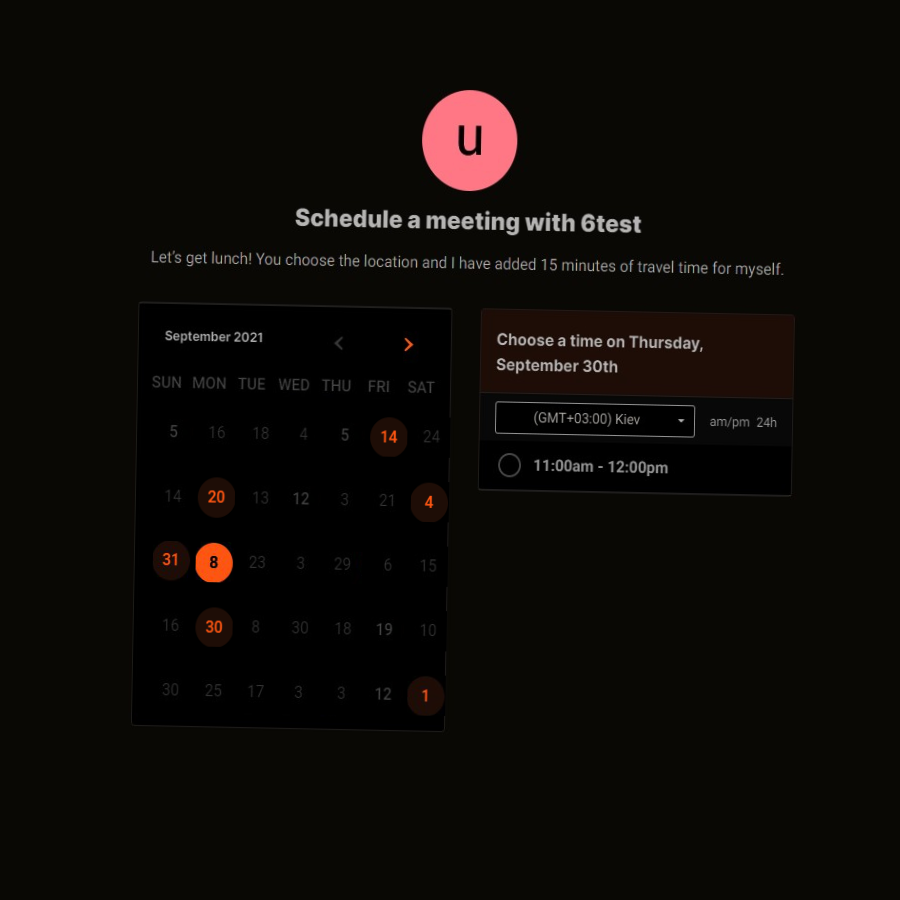 u
Schedule a meeting with 6test
Let's get lunch! You choose the location and I have added 15 minutes of travel time for myself.
September 2021
SUN MON TUE WED THU FRI SAT
5 16 18 4 5 14 24
14 20 13 12 3 21 4
31 8 23 3 29 6 15
16 30 8 30 18 19 10
30 25 17 3 3 12 1
Choose a time on Thursday,
September 30th
(GMT+03:00) Kiev am/pm 24h
11:00am - 12:00pm